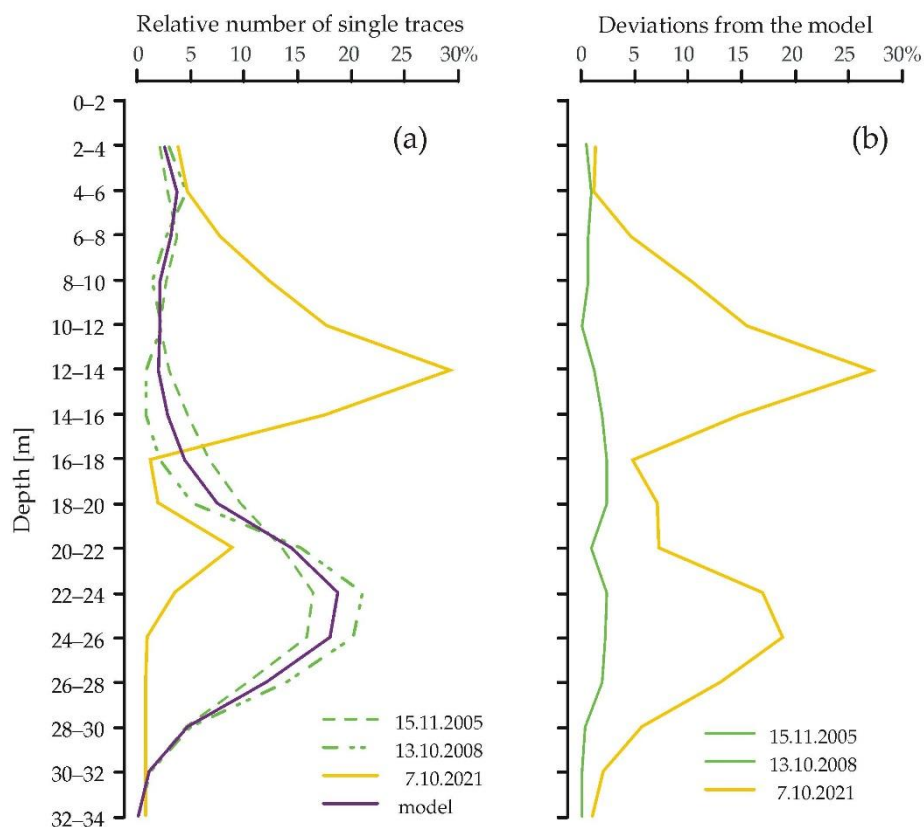 Relative number of single traces
0 5 10 15 20 25 30%
Deviations from the model
0 5 10 15 20 25 30%
(a)
(b)
Depth [m]
0–2
2–4
4–6
6–8
8–10
10–12
12–14
14–16
16–18
18–20
20–22
22–24
24–26
26–28
28–30
30–32
32–34
15.11.2005
13.10.2008
7.10.2021
model
15.11.2005
13.10.2008
7.10.2021